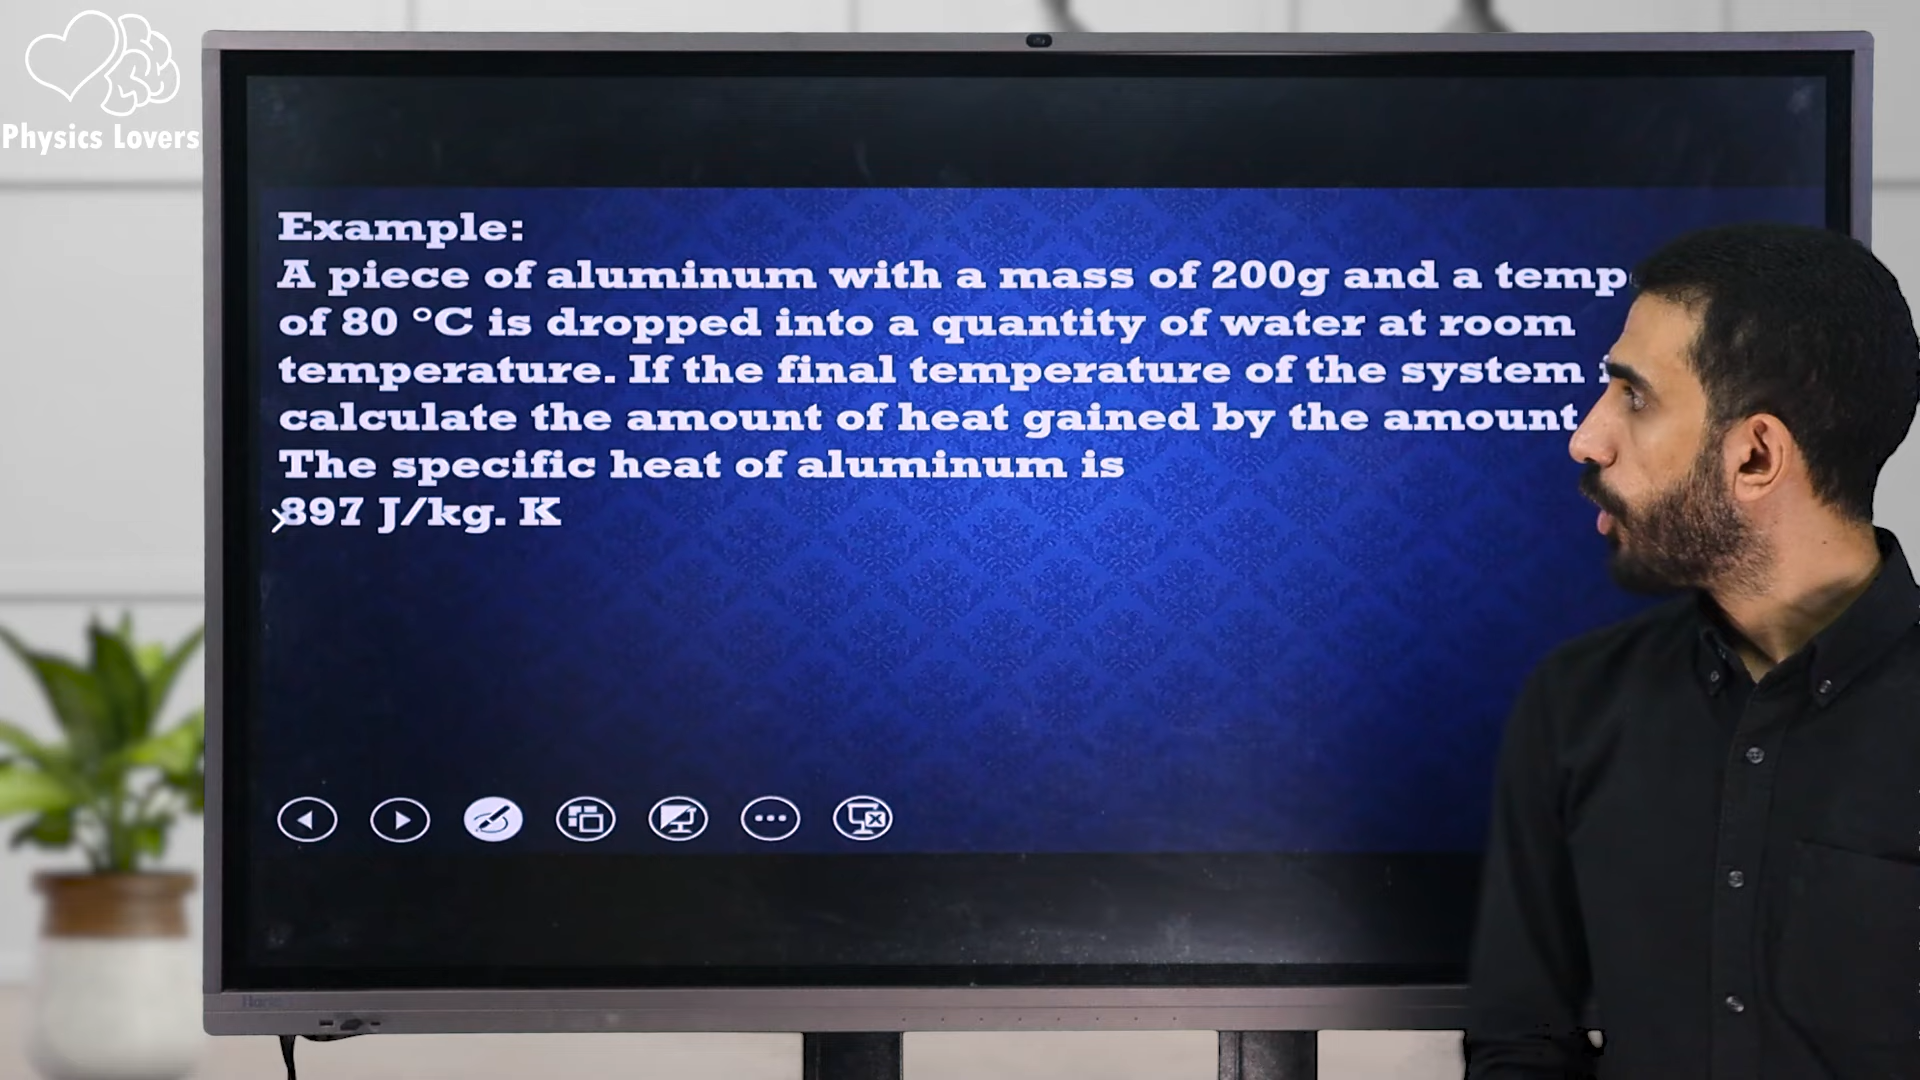 Physics Lovers
Example:
A piece of aluminum with a mass of 200g and a
of 80 °C is dropped into a quantity of water at room
temperature. If the final temperature of the system
calculate the amount of heat gained by the amount
The specific heat of aluminum is
897 J/kg. K